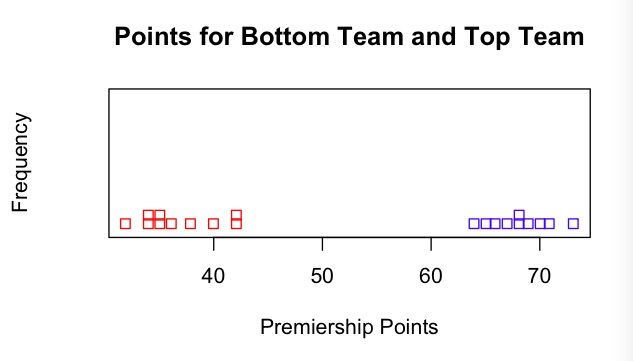 Points for Bottom Team and Top Team
Frequency
40 50 60 70
Premiership Points